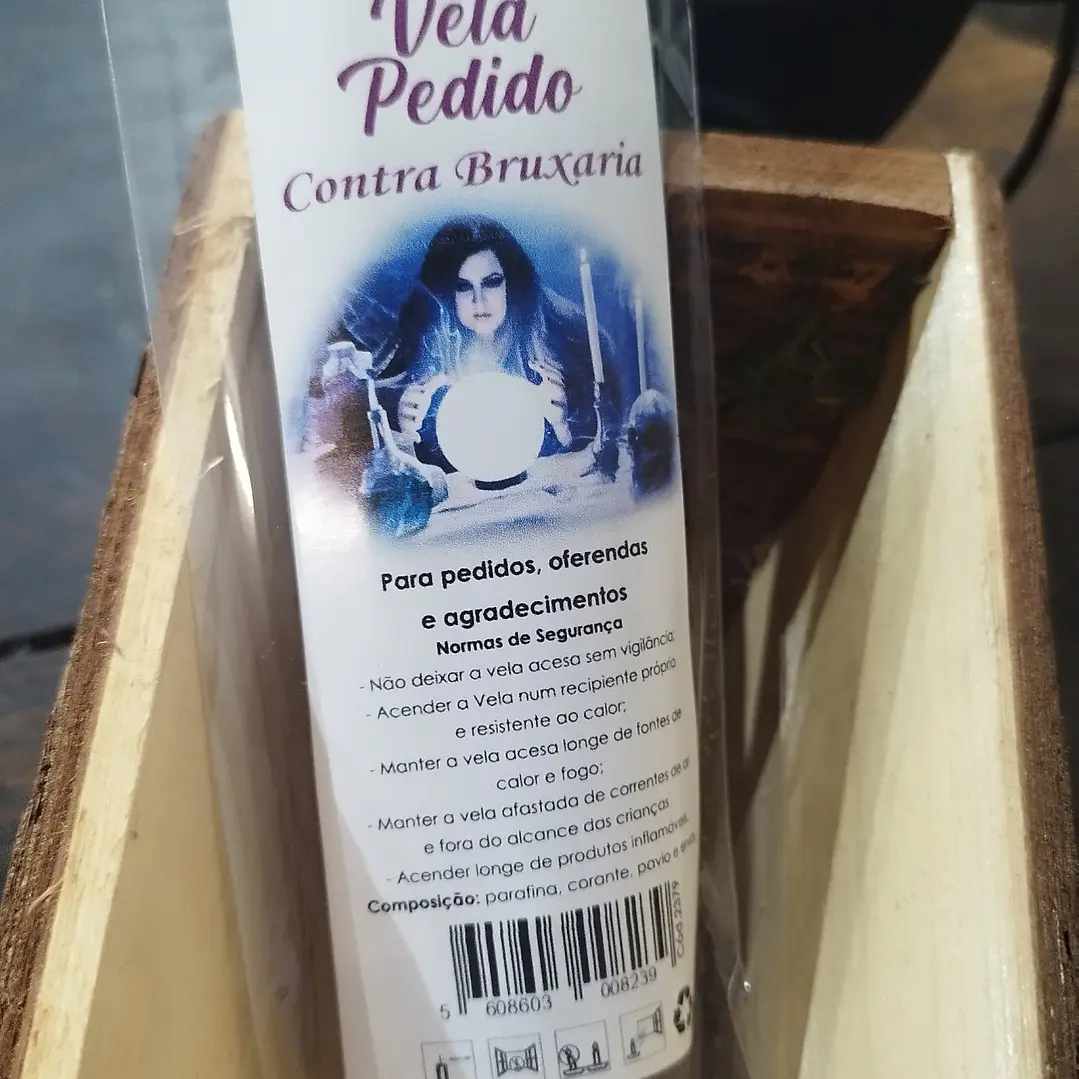 Vela
Pedido
Contra Bruxaria
Para pedidos, oferendas
e agradecimentos
Normas de Segurança
- Não deixar a vela acesa sem vigilância;
- Acender a Vela num recipiente próprio
e resistente ao calor;
- Manter a vela acesa longe de fontes de
calor e fogo;
- Manter a vela afastada de correntes de ar
e fora do alcance das crianças
- Acender longe de produtos inflamáveis.
Composição: parafina, corante, pavio e
Cód.2379
5 608603 008239